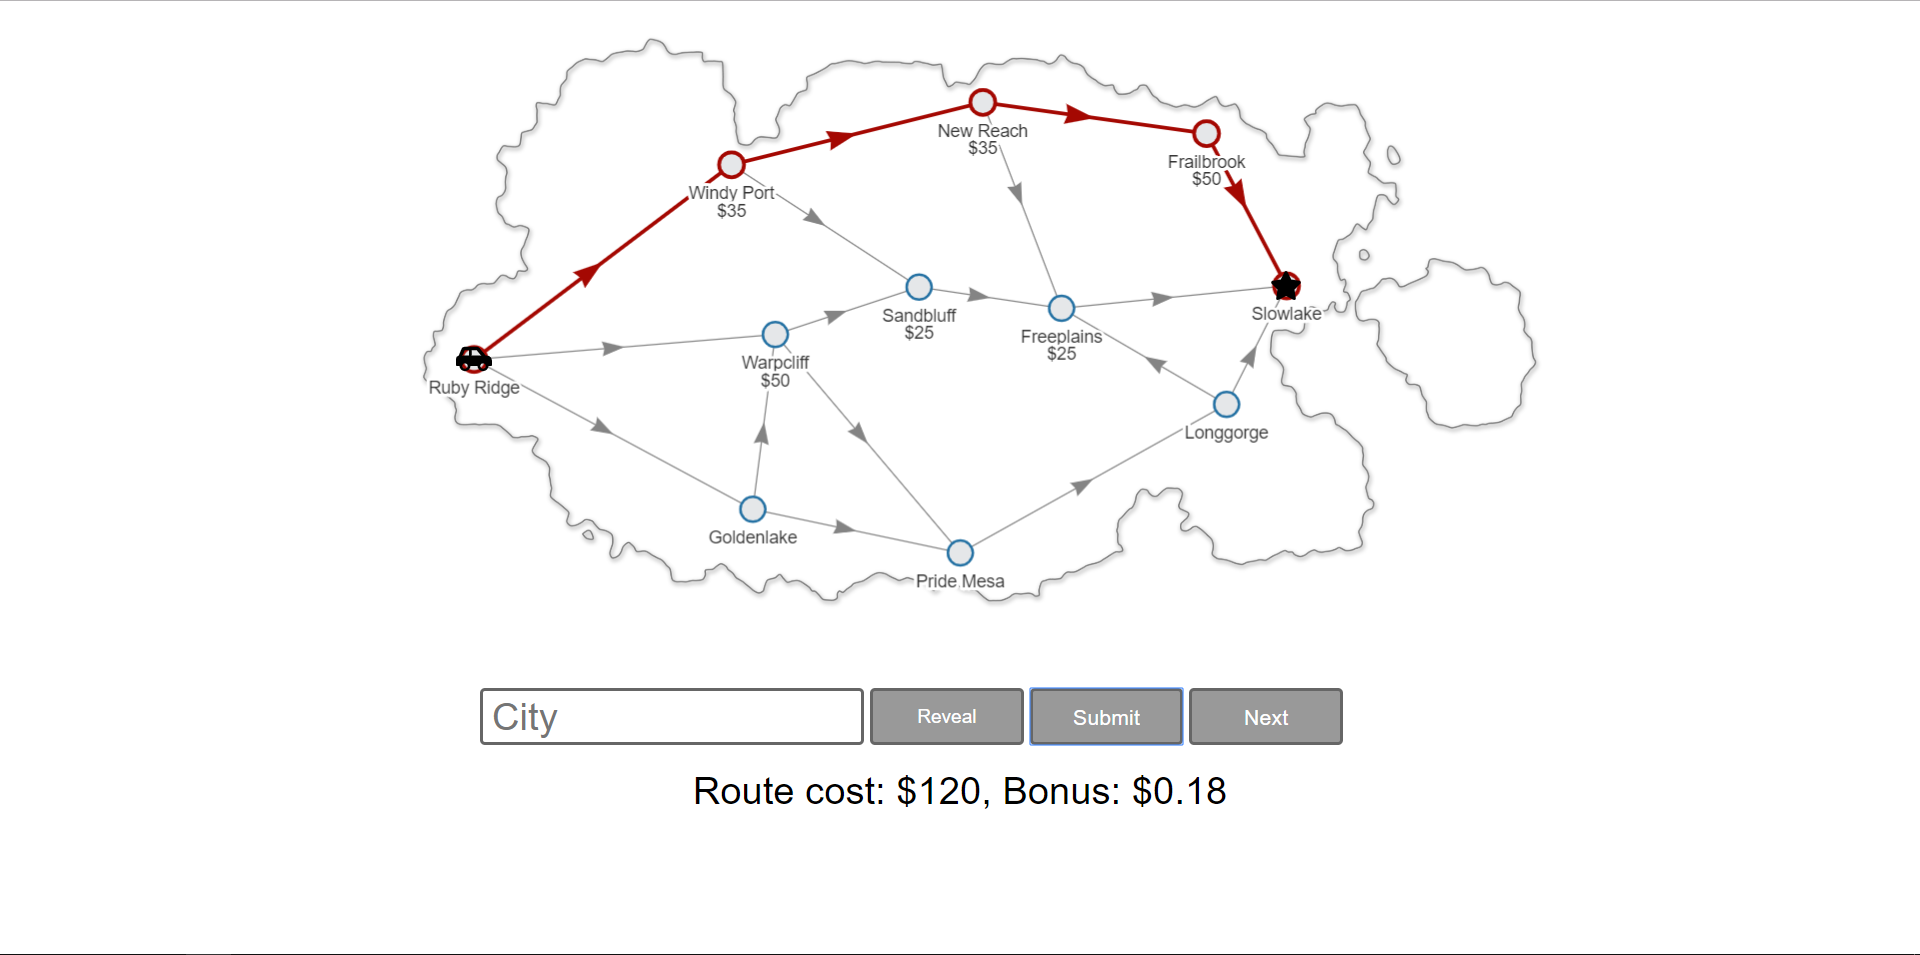 New Reach
$35
Frailbrook
$50
Windy Port
$35
Sandbluff
$25
Freeplains
$25
Slowlake
Warpcliff
$50
Ruby Ridge
Longgorge
Goldenlake
Pride Mesa
City
Reveal
Submit
Next
Route cost: $120, Bonus: $0.18